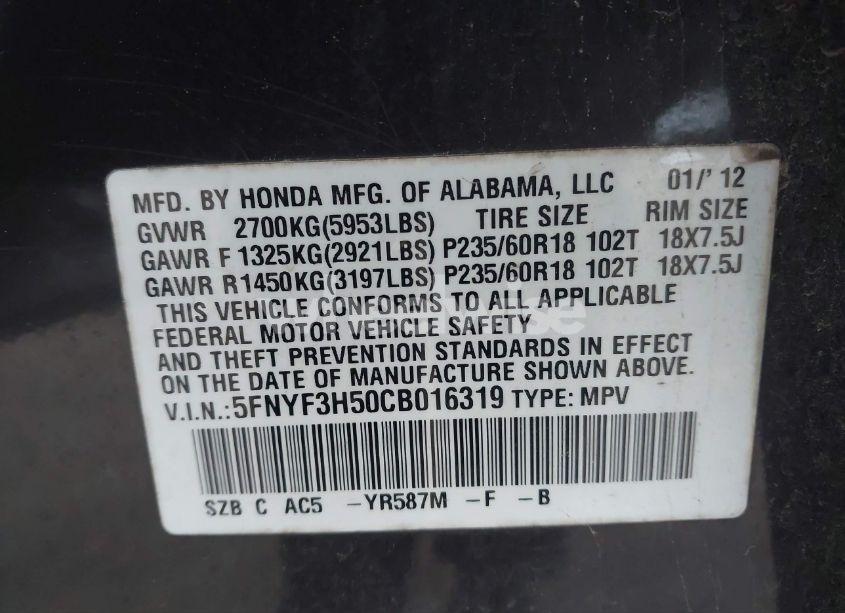 MFD. BY HONDA MFG. OF ALABAMA, LLC 01/' 12
GVWR 2700KG(5953LBS) TIRE SIZE RIM SIZE
GAWR F 1325KG(2921LBS) P235/60R18 102T 18X7.5J
GAWR R1450KG(3197LBS) P235/60R18 102T 18X7.5J
THIS VEHICLE CONFORMS TO ALL APPLICABLE
FEDERAL MOTOR VEHICLE SAFETY
AND THEFT PREVENTION STANDARDS IN EFFECT
ON THE DATE OF MANUFACTURE SHOWN ABOVE.
V.I.N.:5FNYF3H50CB016319 TYPE: MPV
SZB C AC5 -YR587M -F -B